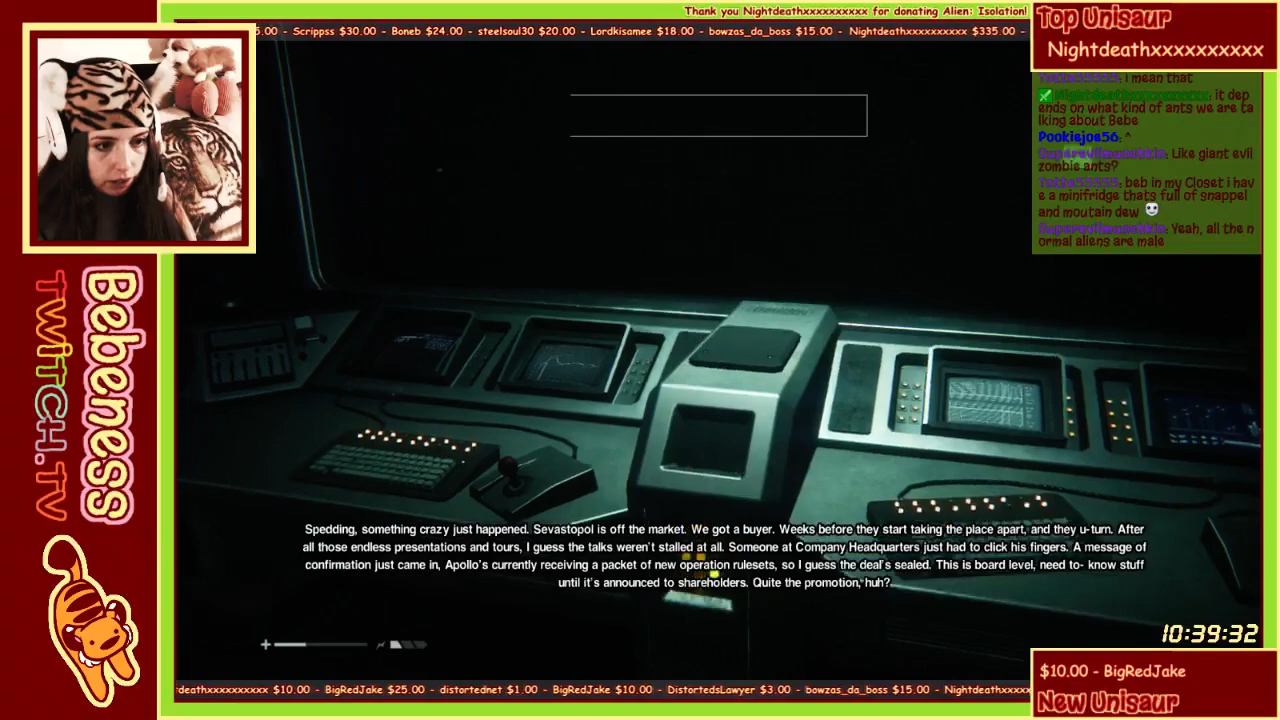 Thank you Nightdeathxxxxxxxxxx for donating Alien: Isolation!
5.00 - Scrippss $30.00 - Boneb $24.00 - steelsoul30 $20.00 - Lordkisamee $18.00 - bowzas_da_boss $15.00 - Nightdeathxxxxxxxxxx $335.00 -
Top Unisaur
Nightdeathxxxxxxxxxx
: I mean that
Nightdeathxxxxxxxxxx: it dep
ends on what kind of ants we are ta
lking about Bebe
Pookiejoe56: ^
: Like giant evil
zombie ants?
: beb in my Closet i hav
e a minifridge thats full of snappel
and moutain dew
: Yeah, all the n
ormal aliens are male
Bebeness
TWITCH.TV
Spedding, something crazy just happened. Sevastopol is off the market. We got a buyer. Weeks before they start taking the place apart, and they u-turn. After
all those endless presentations and tours, I guess the talks weren't stalled at all. Someone at Company Headquarters just had to click his fingers. A message of
confirmation just came in, Apollo's currently receiving a packet of new operation rulesets, so I guess the deal's sealed. This is board level, need to- know stuff
until it's announced to shareholders. Quite the promotion, huh?
10:39:32
$10.00 - BigRedJake
New Unisaur
deathxxxxxxxxxx $10.00 - BigRedJake $25.00 - distortednet $1.00 - BigRedJake $10.00 - DistortedsLawyer $3.00 - bowzas_da_boss $15.00 - Nightdeathxxxxx